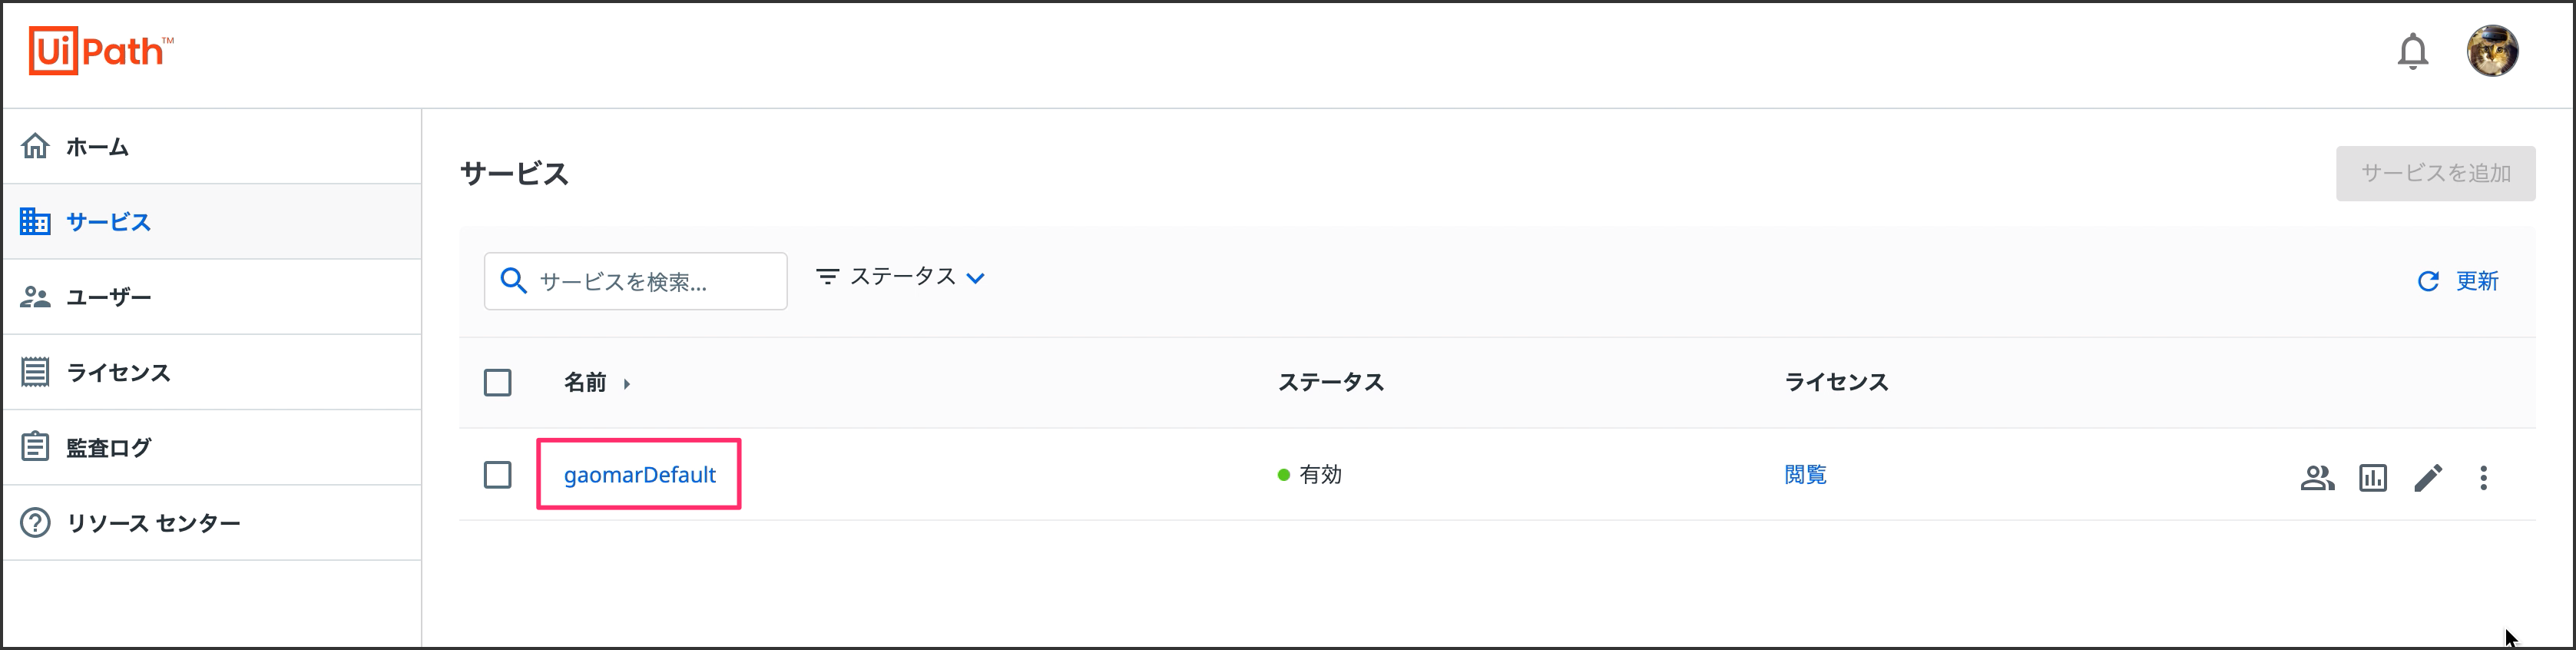 UiPath™
ホーム
サービス
ユーザー
ライセンス
監査ログ
リソース センター
サービス
サービスを追加
サービスを検索...
ステータス
更新
名前
ステータス
ライセンス
gaomarDefault
有効
閲覧